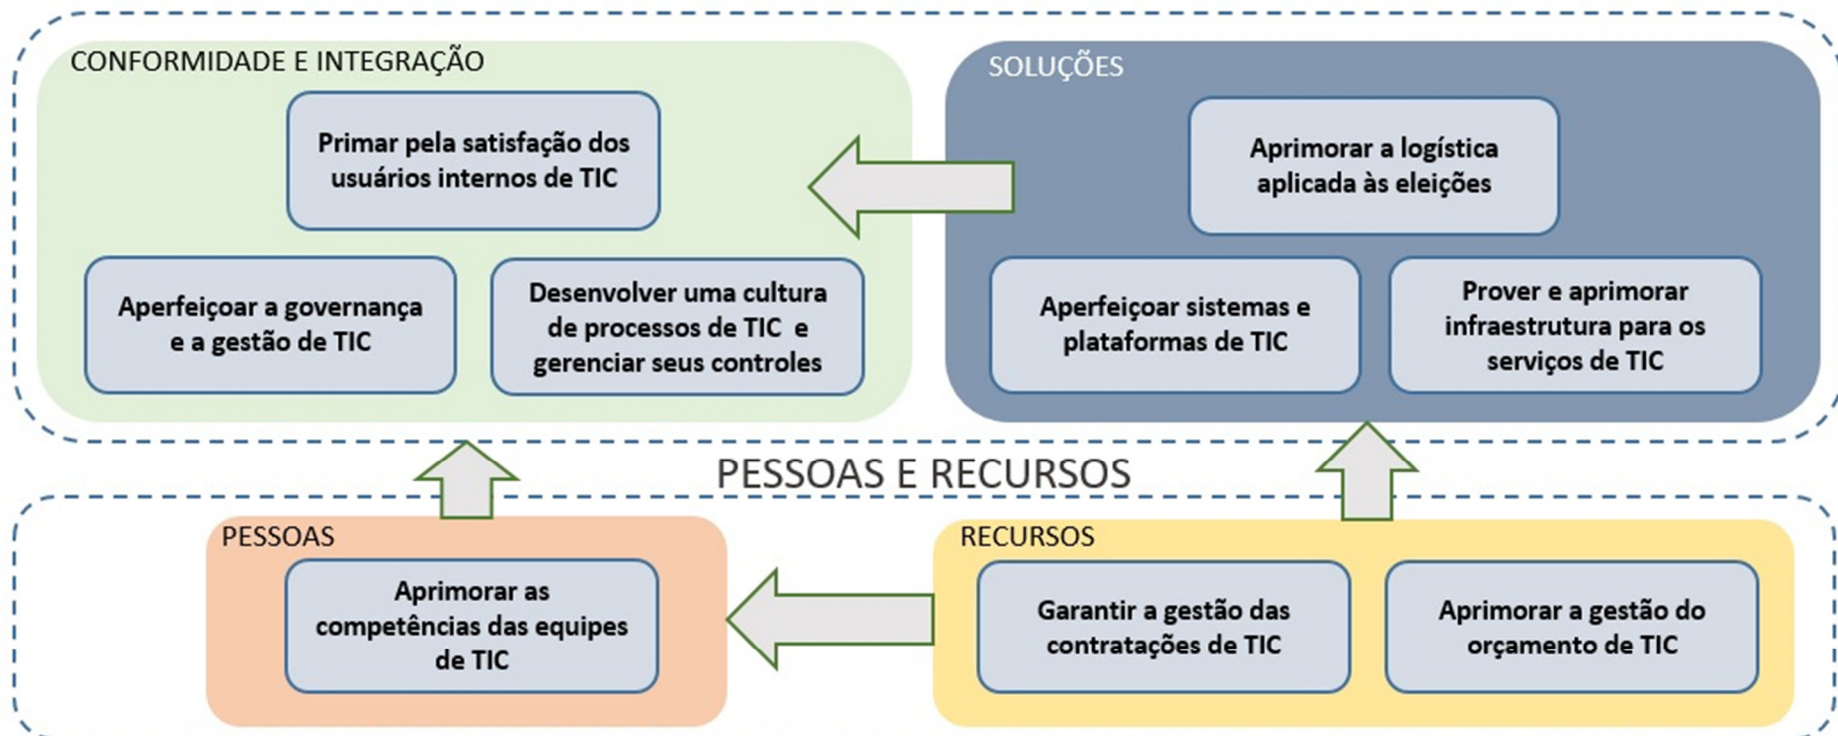 CONFORMIDADE E INTEGRAÇÃO
Primar pela satisfação dos
usuários internos de TIC
Aperfeiçoar a governança
e a gestão de TIC
Desenvolver uma cultura
de processos de TIC e
gerenciar seus controles
SOLUÇÕES
Aprimorar a logística
aplicada às eleições
Aperfeiçoar sistemas e
plataformas de TIC
Prover e aprimorar
infraestrutura para os
serviços de TIC
PESSOAS E RECURSOS
PESSOAS
Aprimorar as
competências das equipes
de TIC
RECURSOS
Garantir a gestão das
contratações de TIC
Aprimorar a gestão do
orçamento de TIC